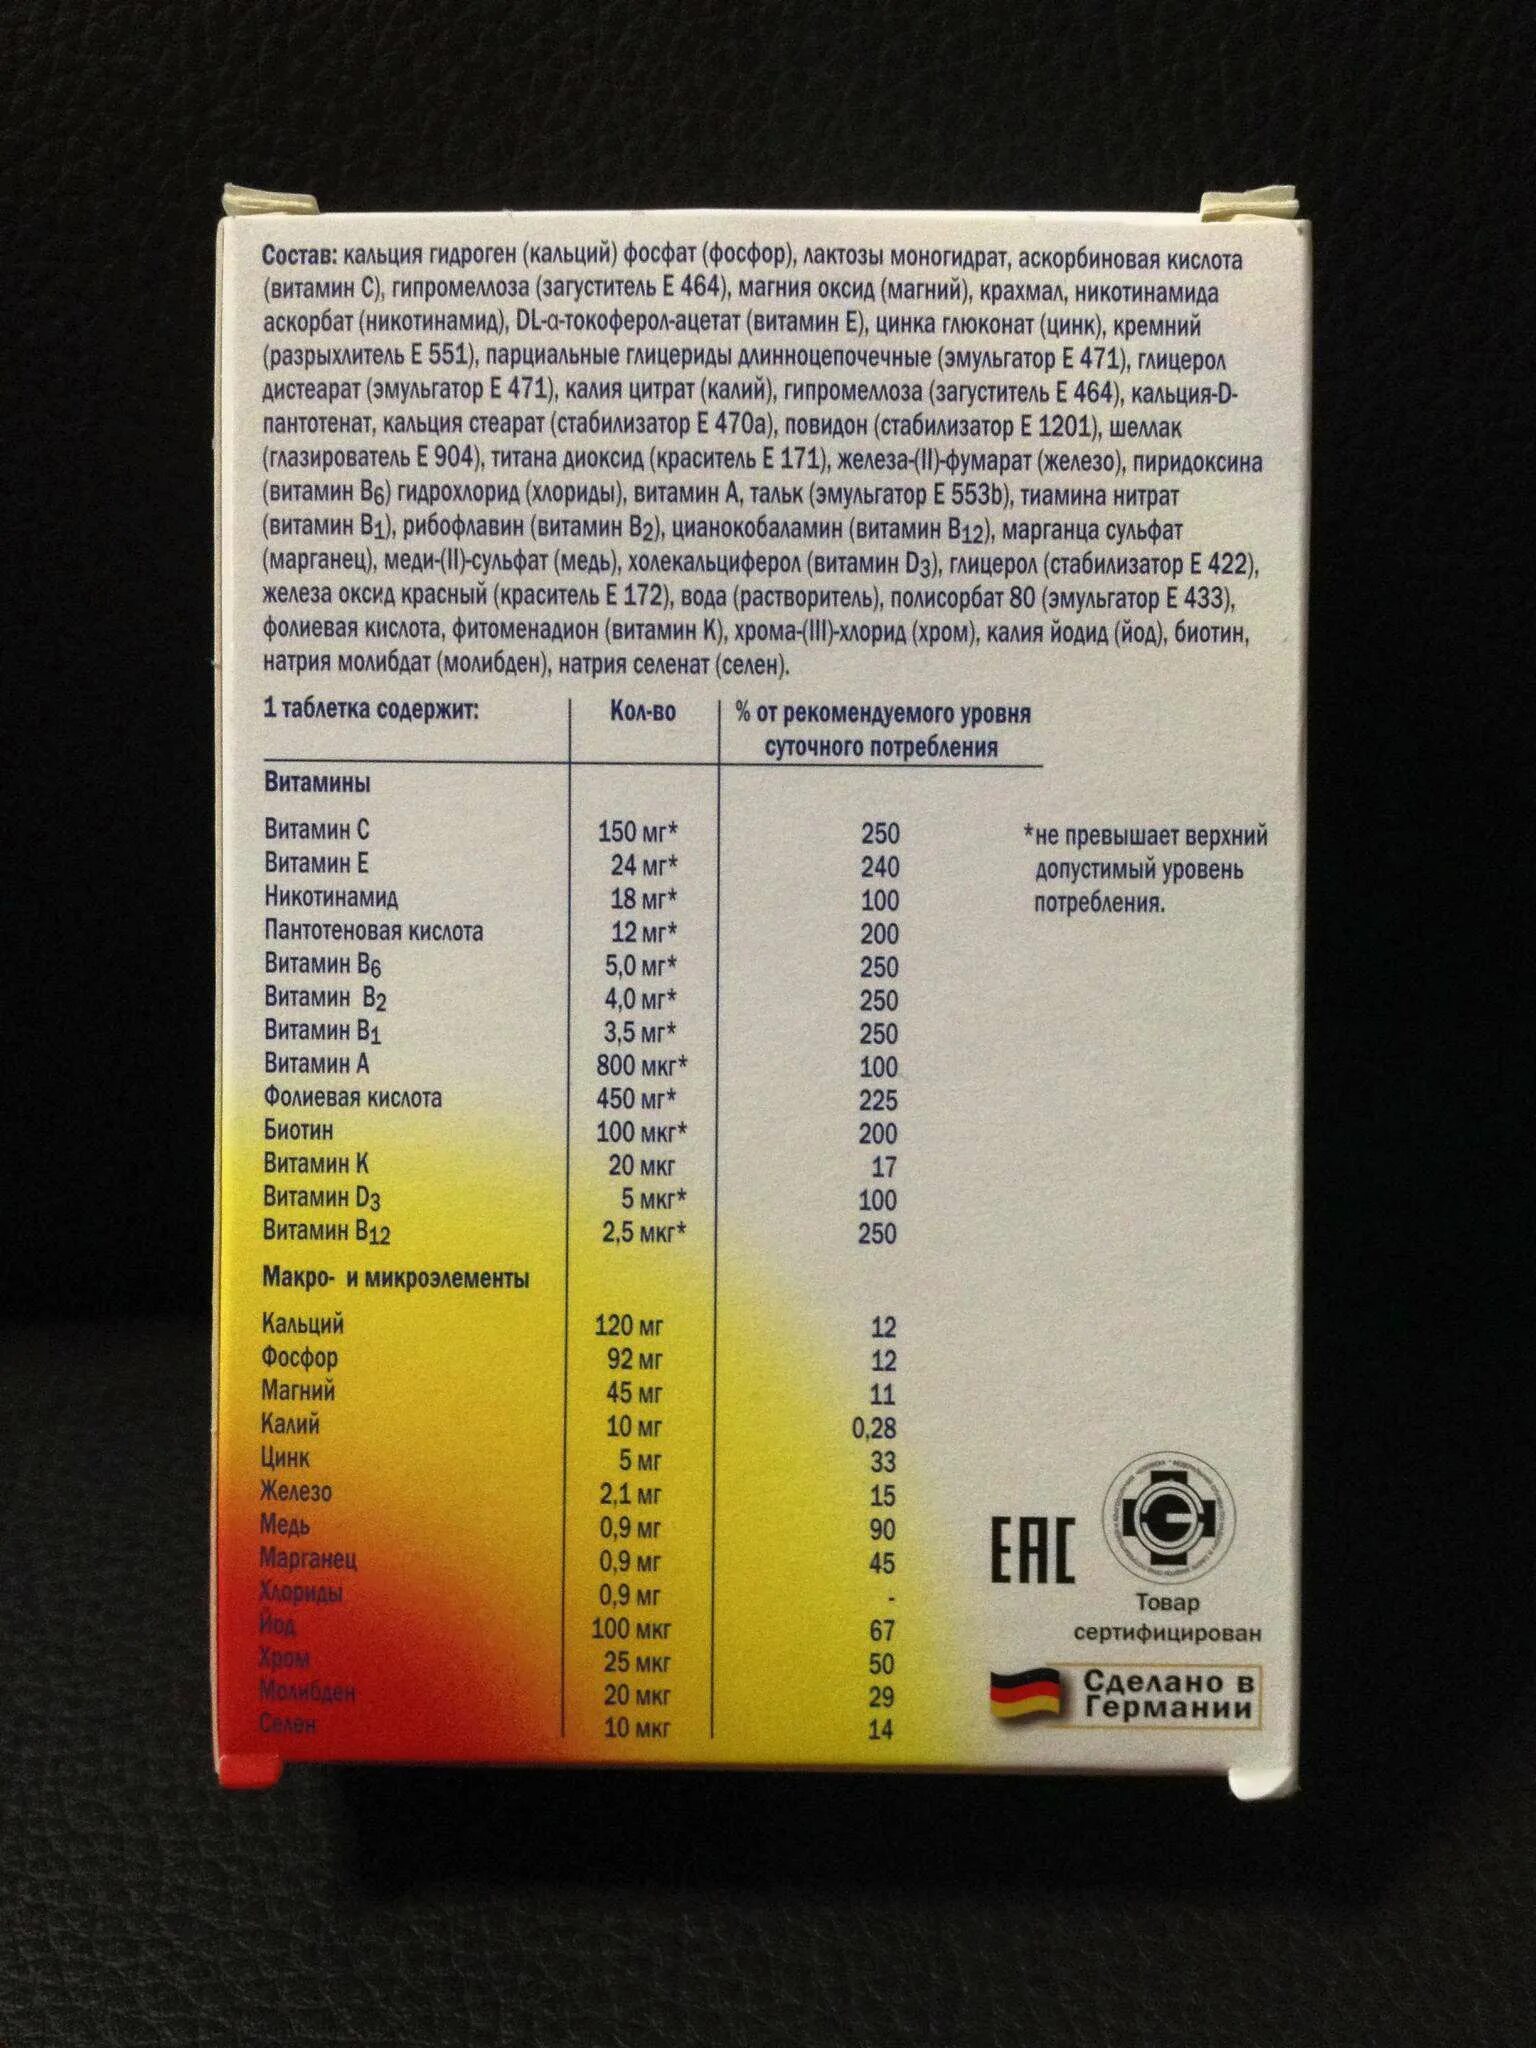 Состав: кальция гидроген (кальций) фосфат (фосфор), лактозы моногидрат, аскорбиновая кислота
(витамин С), гипромеллоза (загуститель Е 464), магния оксид (магний), крахмал, никотинамида
аскорбат (никотинамид), DL-α-токоферол-ацетат (витамин Е), цинка глюконат (цинк), кремний
(разрыхлитель Е 551), парциальные глицериды длинноцепочечные (эмульгатор Е 471), глицерол
дистеарат (эмульгатор Е 471), калия цитрат (калий), гипромеллоза (загуститель Е 464), кальция-D-
пантотенат, кальция стеарат (стабилизатор Е 470а), повидон (стабилизатор Е 1201), шеллак
(глазирователь Е 904), титана диоксид (краситель Е 171), железа-(II)-фумарат (железо), пиридоксина
(витамин В6) гидрохлорид (хлориды), витамин А, тальк (эмульгатор Е 553b), тиамина нитрат
(витамин В1), рибофлавин (витамин В2), цианокобаламин (витамин В12), марганца сульфат
(марганец), меди-(II)-сульфат (медь), холекальциферол (витамин D3), глицерол (стабилизатор Е 422),
железа оксид красный (краситель Е 172), вода (растворитель), полисорбат 80 (эмульгатор Е 433),
фолиевая кислота, фитоменадион (витамин К), хрома-(III)-хлорид (хром), калия йодид (йод), биотин,
натрия молибдат (молибден), натрия селенат (селен).
1 таблетка содержит: Кол-во % от рекомендуемого уровня
суточного потребления
Витамины
Витамин С 150 мг* 250 *не превышает верхний
Витамин Е 24 мг* 240 допустимый уровень
Никотинамид 18 мг* 100 потребления.
Пантотеновая кислота 12 мг* 200
Витамин В6 5,0 мг* 250
Витамин В2 4,0 мг* 250
Витамин В1 3,5 мг* 250
Витамин А 800 мкг* 100
Фолиевая кислота 450 мг* 225
Биотин 100 мкг* 200
Витамин К 20 мкг 17
Витамин D3 5 мкг* 100
Витамин В12 2,5 мкг* 250
Макро- и микроэлементы
Кальций 120 мг 12
Фосфор 92 мг 12
Магний 45 мг 11
Калий 10 мг 0,28
Цинк 5 мг 33
Железо 2,1 мг 15
Медь 0,9 мг 90
Марганец 0,9 мг 45
Хлориды 0,9 мг -
Йод 100 мкг 67
Хром 25 мкг 50
Молибден 20 мкг 29
Селен 10 мкг 14
ЕАС
Товар
сертифицирован
Сделано в
Германии